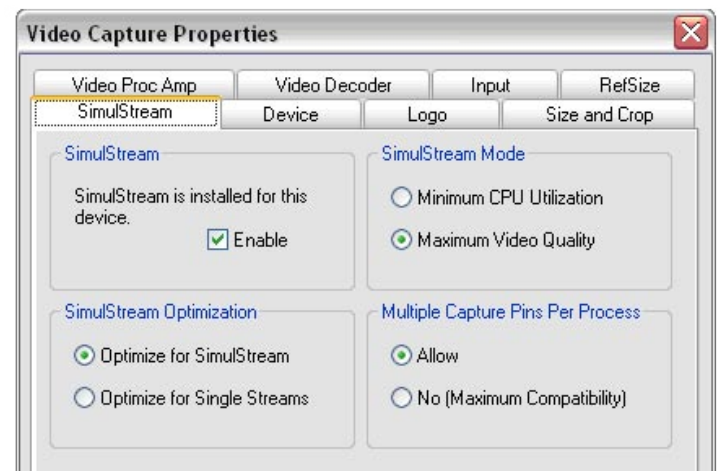 Video Capture Properties
Video Proc Amp
Video Decoder
Input
RefSize
SimulStream
Device
Logo
Size and Crop
SimulStream
SimulStream is installed for this
device.
Enable
SimulStream Mode
Minimum CPU Utilization
Maximum Video Quality
SimulStream Optimization
Optimize for SimulStream
Optimize for Single Streams
Multiple Capture Pins Per Process
Allow
No (Maximum Compatibility)